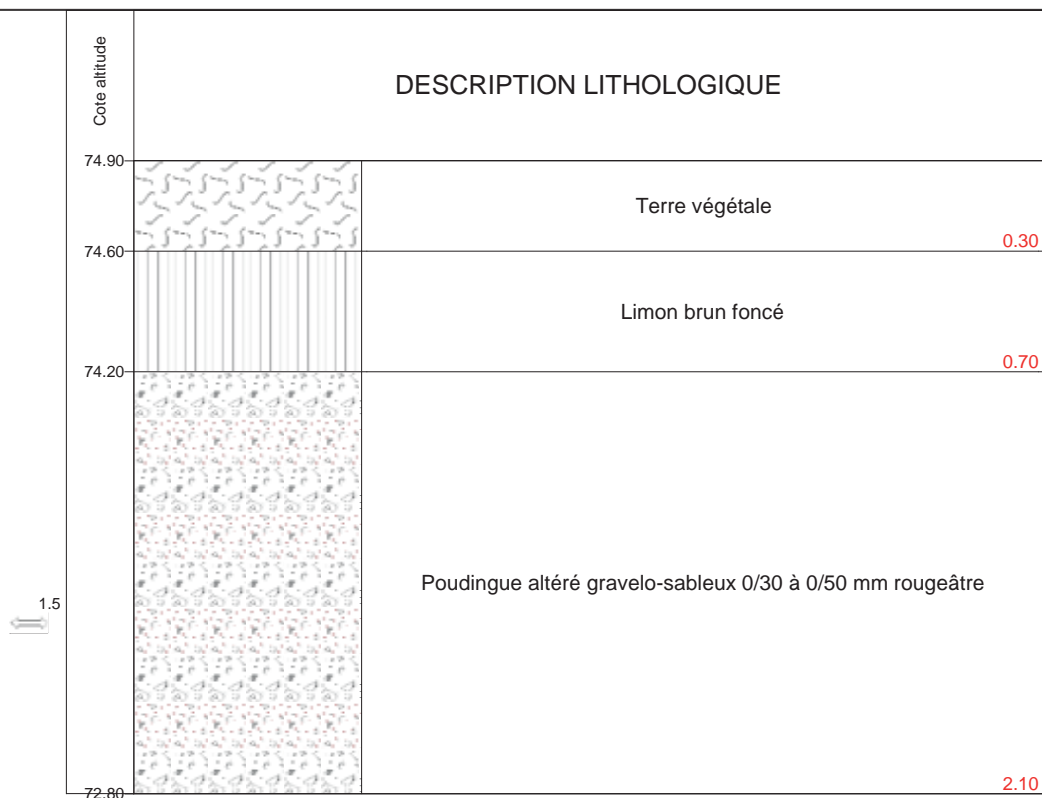 Cote altitude
DESCRIPTION LITHOLOGIQUE
74.90
Terre végétale
0.30
74.60
Limon brun foncé
0.70
74.20
Poudingue altéré gravelo-sableux 0/30 à 0/50 mm rougeâtre
1.5
2.10
72.80